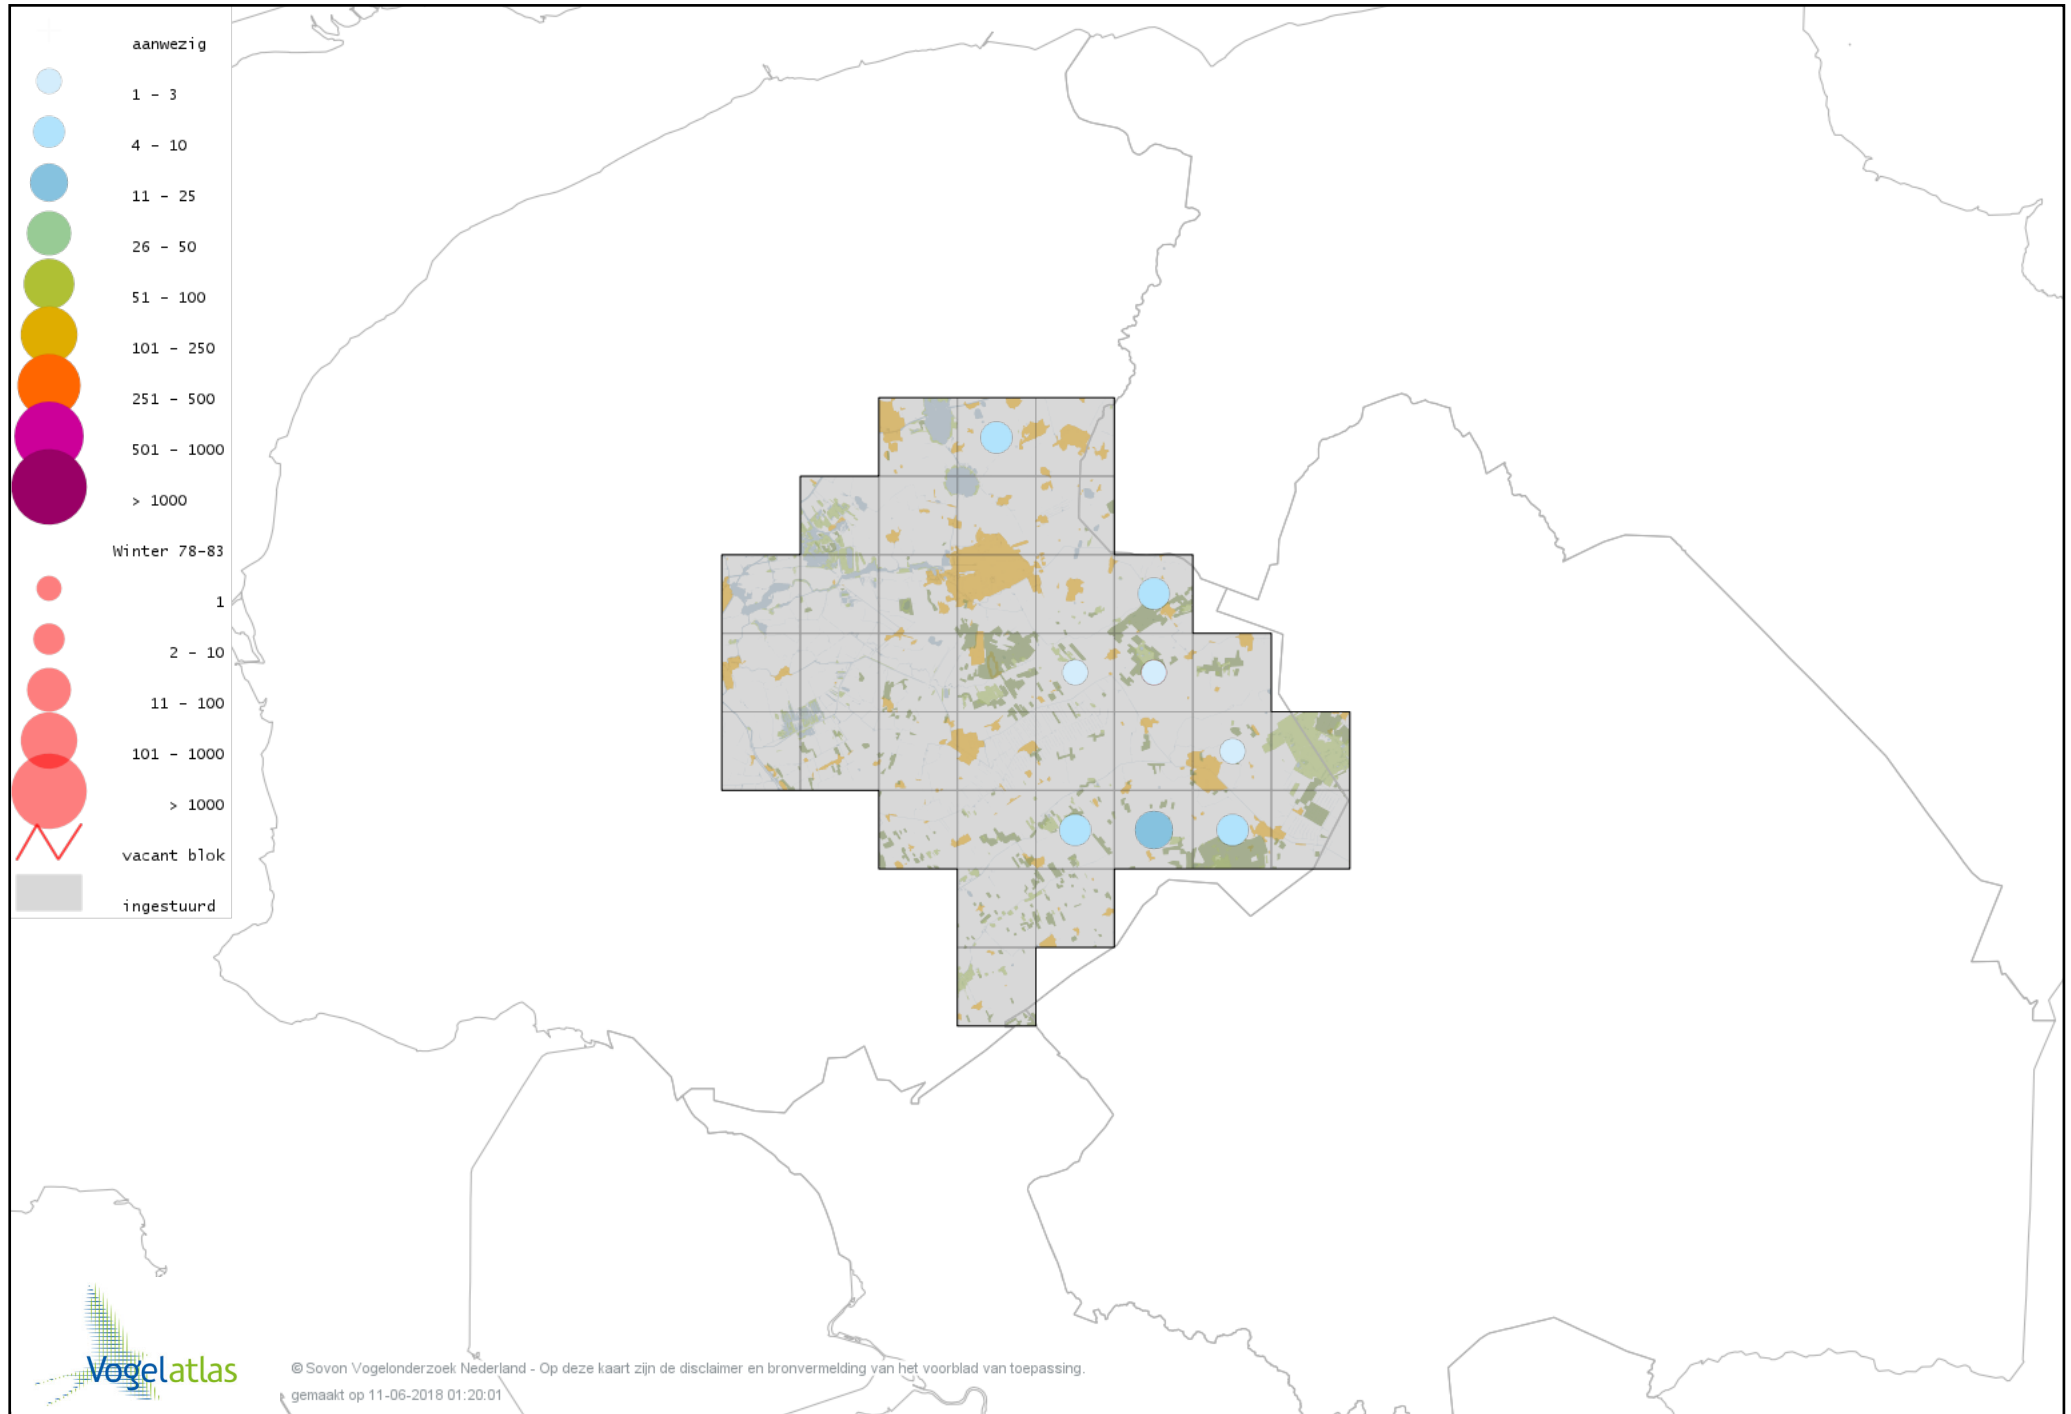 aanwezig
1 - 3
4 - 10
11 - 25
26 - 50
51 - 100
101 - 250
251 - 500
501 - 1000
> 1000
Winter 78-83
1
2 - 10
11 - 100
101 - 1000
> 1000
vacant blok
ingestuurd
Vogelatlas
© Sovon Vogelonderzoek Nederland - Op deze kaart zijn de disclaimer en bronvermelding van het voorblad van toepassing.
gemaakt op 11-06-2018 01:20:01